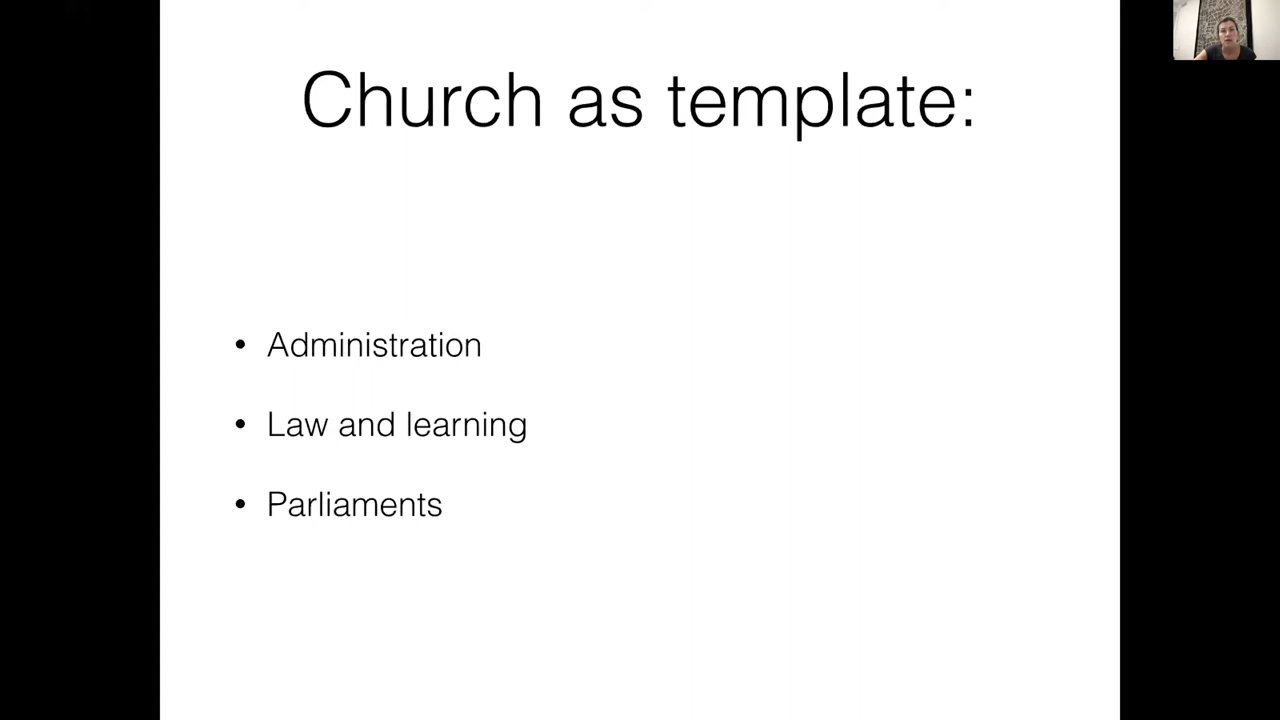 Church as template:
• Administration
• Law and learning
• Parliaments